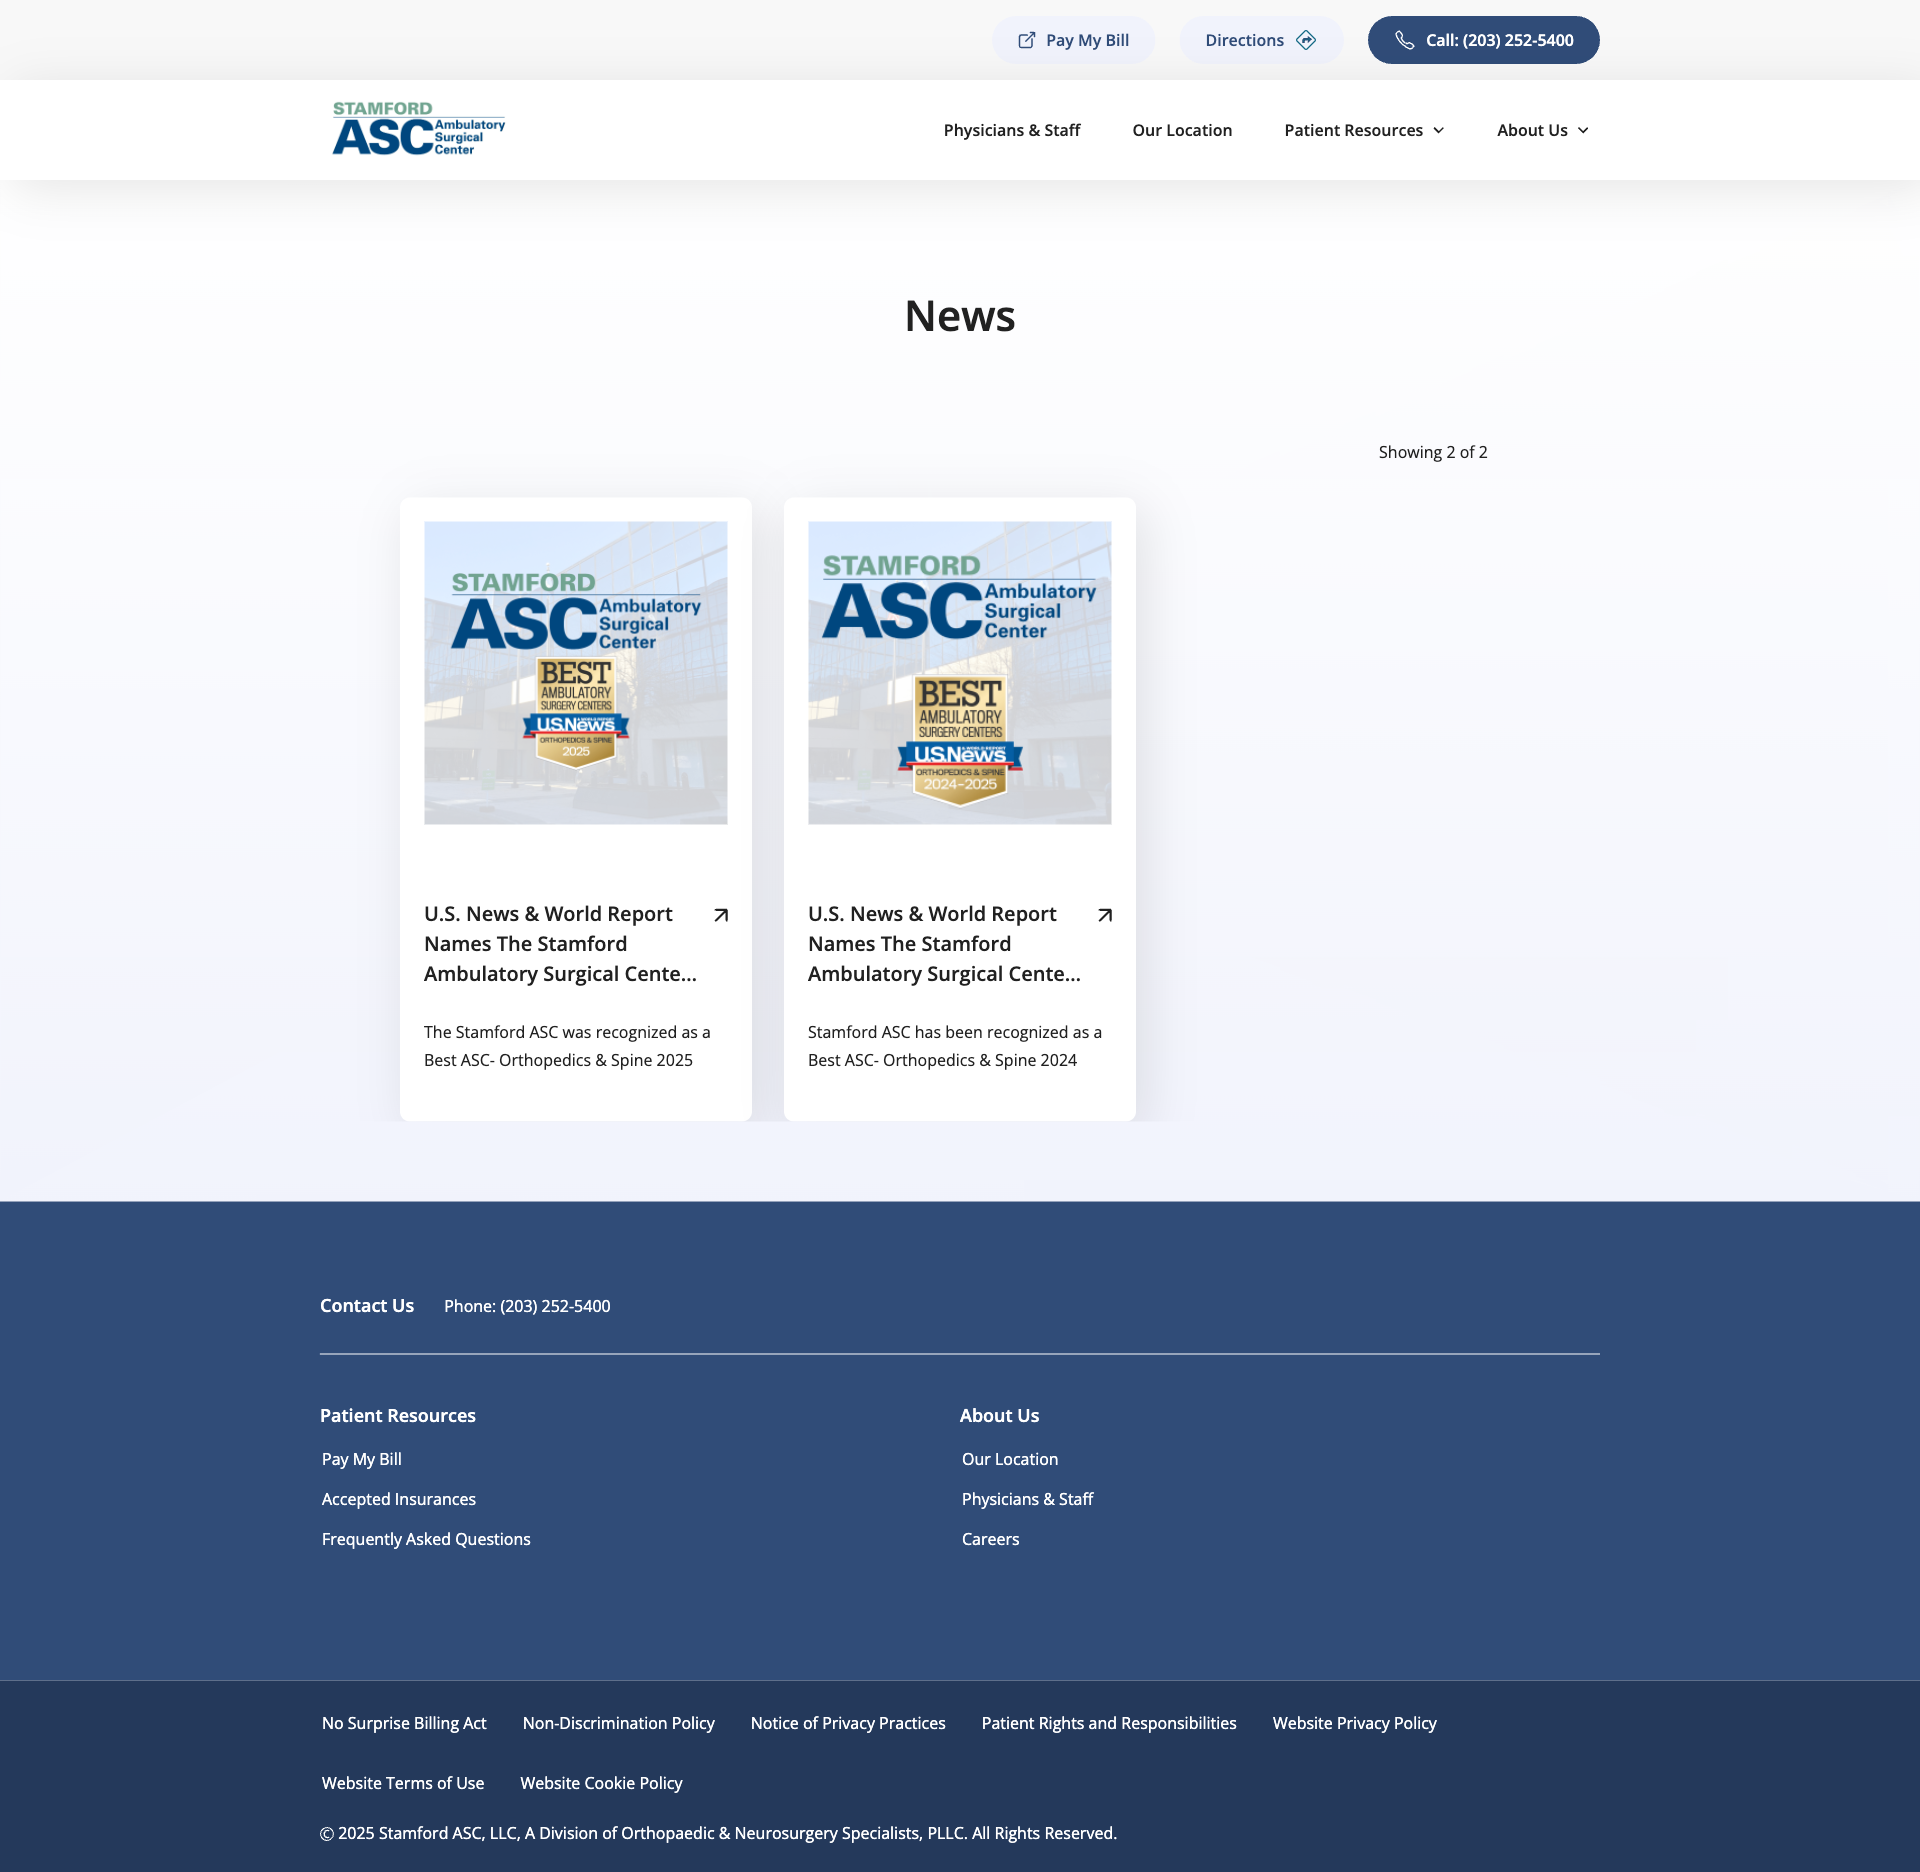 Pay My Bill
Directions
Call: (203) 252-5400
STAMFORD
ASC Ambulatory
Surgical
Center
Physicians & Staff
Our Location
Patient Resources
About Us
News
Showing 2 of 2
STAMFORD
ASC Ambulatory
Surgical
Center
BEST
AMBULATORY
SURGERY CENTERS
U.S.News
& WORLD REPORT
ORTHOPEDICS & SPINE
2025
U.S. News & World Report
Names The Stamford
Ambulatory Surgical Cente...
The Stamford ASC was recognized as a
Best ASC- Orthopedics & Spine 2025
STAMFORD
ASC Ambulatory
Surgical
Center
BEST
AMBULATORY
SURGERY CENTERS
U.S.News
& WORLD REPORT
ORTHOPEDICS & SPINE
2024-2025
U.S. News & World Report
Names The Stamford
Ambulatory Surgical Cente...
Stamford ASC has been recognized as a
Best ASC- Orthopedics & Spine 2024
Contact Us
Phone: (203) 252-5400
Patient Resources
Pay My Bill
Accepted Insurances
Frequently Asked Questions
About Us
Our Location
Physicians & Staff
Careers
No Surprise Billing Act
Non-Discrimination Policy
Notice of Privacy Practices
Patient Rights and Responsibilities
Website Privacy Policy
Website Terms of Use
Website Cookie Policy
© 2025 Stamford ASC, LLC, A Division of Orthopaedic & Neurosurgery Specialists, PLLC. All Rights Reserved.